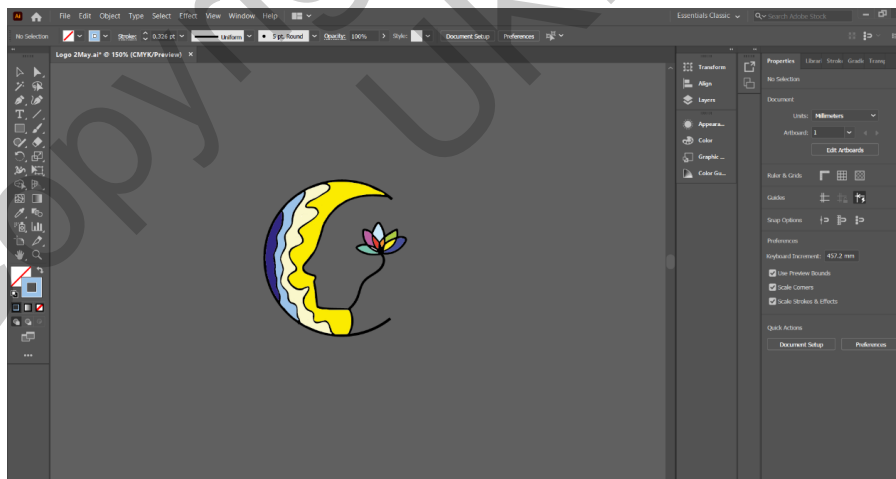 Ai File Edit Object Type Select Effect View Window Help Essentials Classic Search Adobe Stock
No Selection Stroke: 0.326 pt Uniform 5 pt. Round Opacity: 100% Style: Document Setup Preferences
Logo 2May.ai* @ 150% (CMYK/Preview) ×
Transform
Align
Layers
Appeara...
Color
Graphic ...
Color Gu...
Properties Librari Stroke Gradie Transp
No Selection
Document
Units: Millimeters
Artboard: 1
Edit Artboards
Ruler & Grids
Guides
Snap Options
Preferences
Keyboard Increment: 457.2 mm
Use Preview Bounds
Scale Corners
Scale Strokes & Effects
Quick Actions
Document Setup Preferences